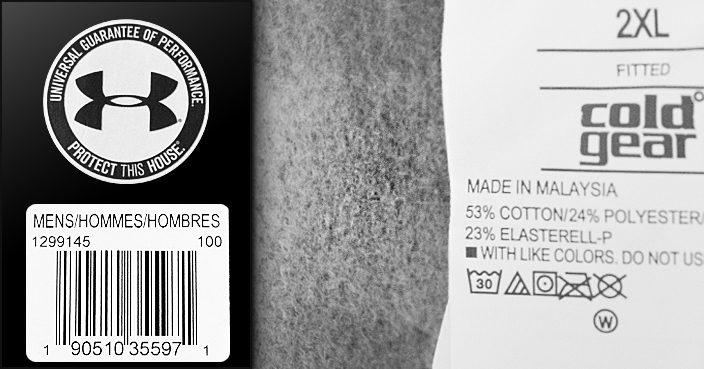 UNIVERSAL GUARANTEE OF PERFORMANCE.
PROTECT THIS HOUSE.
MENS/HOMMES/HOMBRES
1299145 100
1 90510 35597 1
2XL
FITTED
cold
gear
MADE IN MALAYSIA
53% COTTON/24% POLYESTER/
23% ELASTERELL-P
WITH LIKE COLORS. DO NOT US
30
W